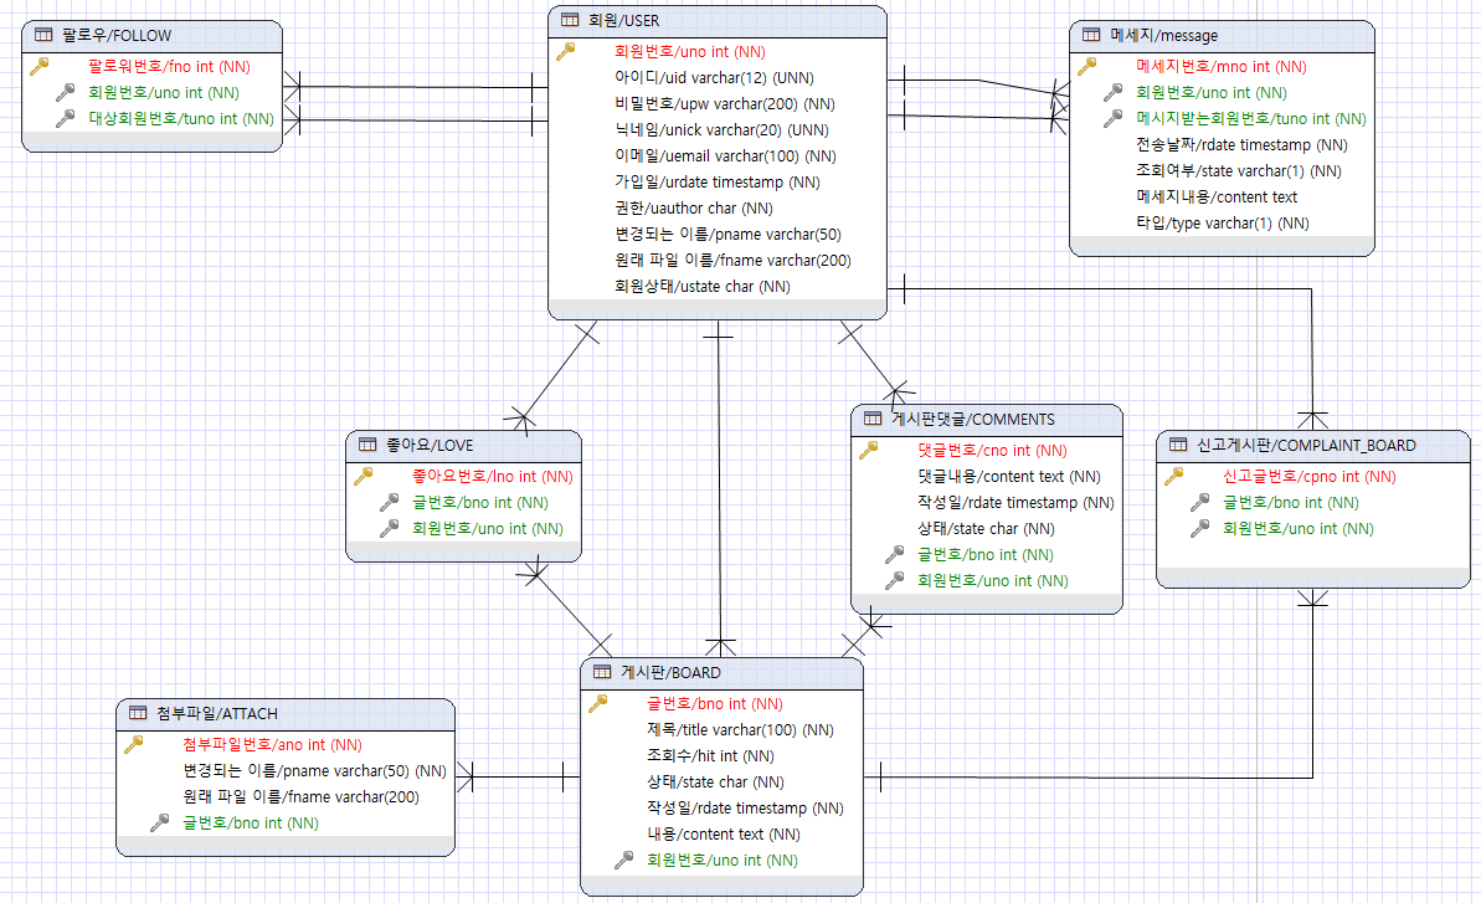 팔로우/FOLLOW
팔로워번호/fno int (NN)
회원번호/uno int (NN)
대상회원번호/tuno int (NN)
회원/USER
회원번호/uno int (NN)
아이디/uid varchar(12) (UNN)
비밀번호/upw varchar(200) (NN)
닉네임/unick varchar(20) (UNN)
이메일/uemail varchar(100) (NN)
가입일/urdate timestamp (NN)
권한/uauthor char (NN)
변경되는 이름/pname varchar(50)
원래 파일 이름/fname varchar(200)
회원상태/ustate char (NN)
메세지/message
메세지번호/mno int (NN)
회원번호/uno int (NN)
메시지받는회원번호/tuno int (NN)
전송날짜/rdate timestamp (NN)
조회여부/state varchar(1) (NN)
메세지내용/content text
타입/type varchar(1) (NN)
좋아요/LOVE
좋아요번호/lno int (NN)
글번호/bno int (NN)
회원번호/uno int (NN)
게시판댓글/COMMENTS
댓글번호/cno int (NN)
댓글내용/content text (NN)
작성일/rdate timestamp (NN)
상태/state char (NN)
글번호/bno int (NN)
회원번호/uno int (NN)
신고게시판/COMPLAINT_BOARD
신고글번호/cpno int (NN)
글번호/bno int (NN)
회원번호/uno int (NN)
첨부파일/ATTACH
첨부파일번호/ano int (NN)
변경되는 이름/pname varchar(50) (NN)
원래 파일 이름/fname varchar(200)
글번호/bno int (NN)
게시판/BOARD
글번호/bno int (NN)
제목/title varchar(100) (NN)
조회수/hit int (NN)
상태/state char (NN)
작성일/rdate timestamp (NN)
내용/content text (NN)
회원번호/uno int (NN)